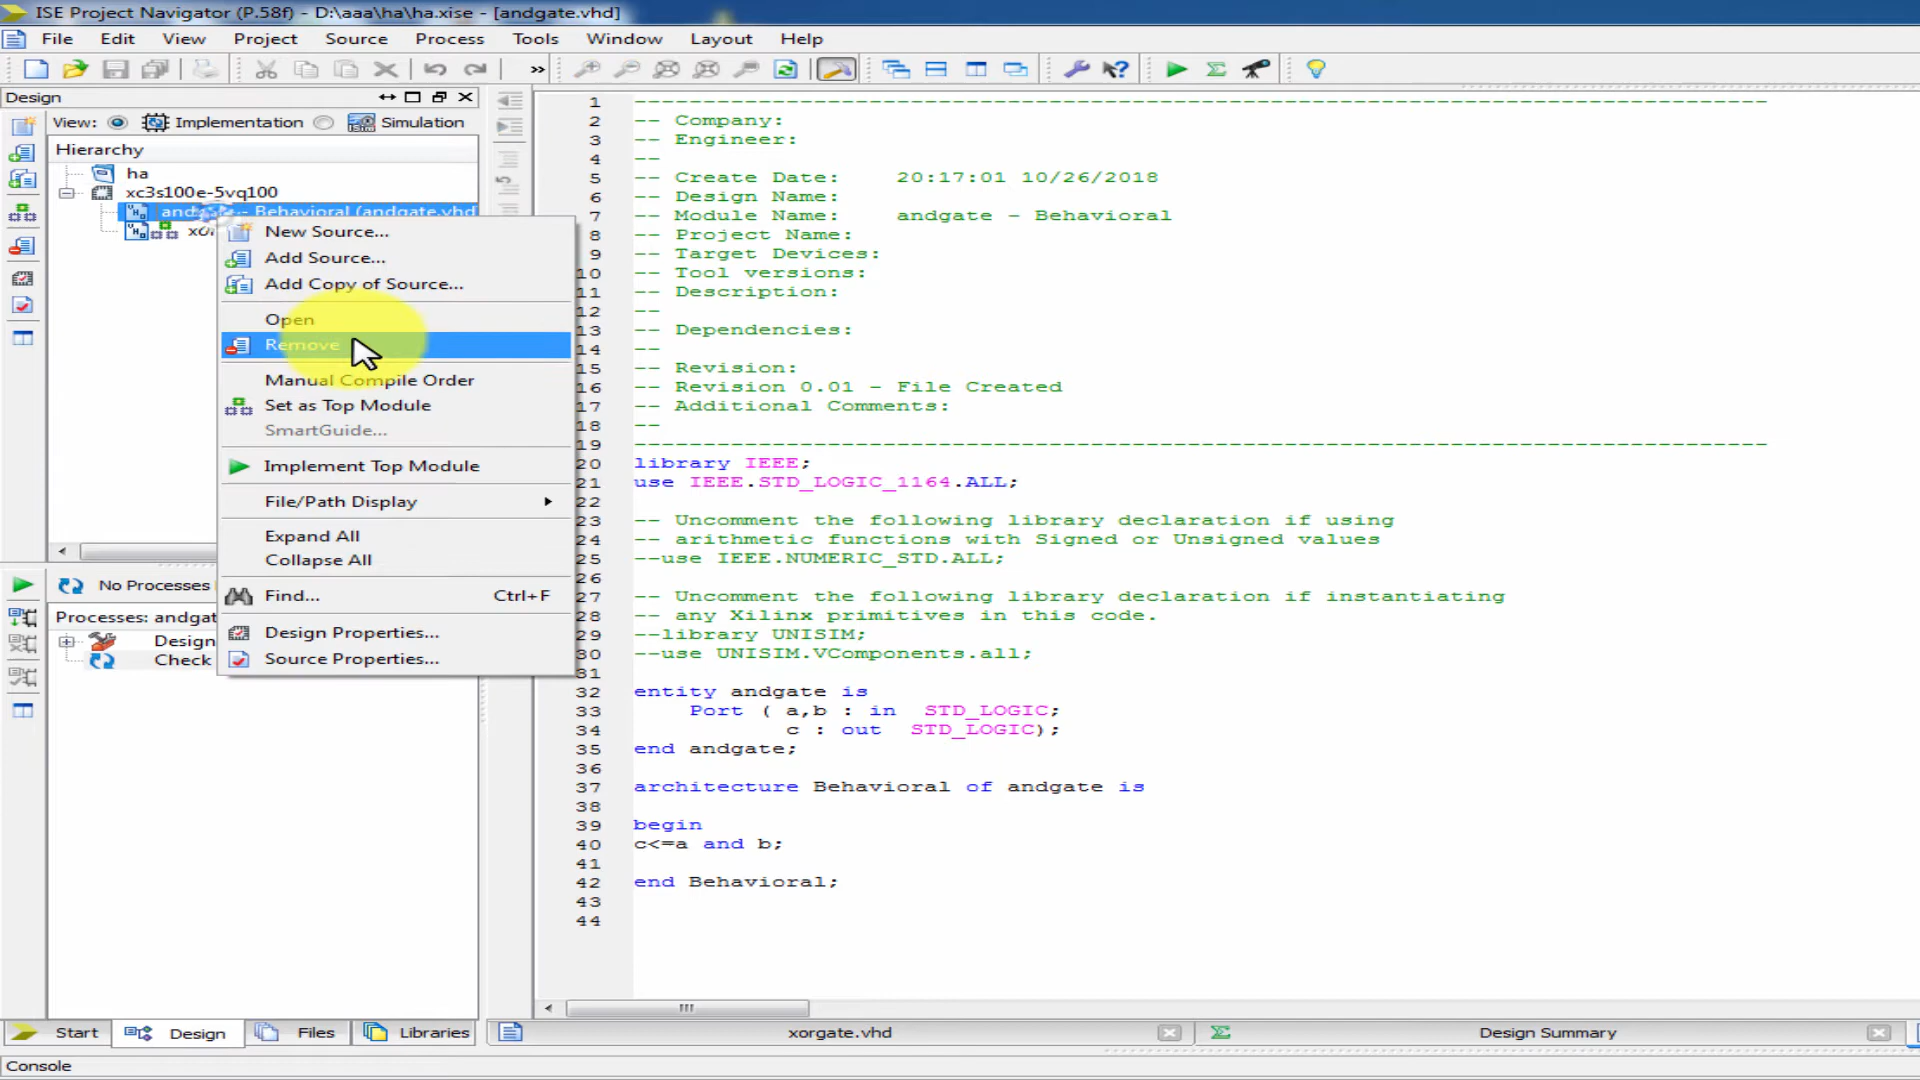 ISE Project Navigator (P.58f) - D:\aaa\ha\ha.xise - [andgate.vhd]
File Edit View Project Source Process Tools Window Layout Help
Design
View: Implementation Simulation
Hierarchy
ha
xc3s100e-5vq100
- Behavioral (andgate.vhd
New Source...
Add Source...
Add Copy of Source...
Open
Remove
Manual Compile Order
Set as Top Module
SmartGuide...
Implement Top Module
File/Path Display
Expand All
Collapse All
Find... Ctrl+F
Design Properties...
Source Properties...
No Processes
Processes: andgat
Design
Check
1 --------------------------------------------------------------------------------
2 -- Company:
3 -- Engineer:
4 --
5 -- Create Date:    20:17:01 10/26/2018
6 -- Design Name:
7 -- Module Name:    andgate - Behavioral
8 -- Project Name:
9 -- Target Devices:
10 -- Tool versions:
11 -- Description:
12 --
13 -- Dependencies:
14 --
15 -- Revision:
16 -- Revision 0.01 - File Created
17 -- Additional Comments:
18 --
19 --------------------------------------------------------------------------------
20 library IEEE;
21 use IEEE.STD_LOGIC_1164.ALL;
22
23 -- Uncomment the following library declaration if using
24 -- arithmetic functions with Signed or Unsigned values
25 --use IEEE.NUMERIC_STD.ALL;
26
27 -- Uncomment the following library declaration if instantiating
28 -- any Xilinx primitives in this code.
29 --library UNISIM;
30 --use UNISIM.VComponents.all;
31
32 entity andgate is
33     Port ( a,b : in  STD_LOGIC;
34            c : out  STD_LOGIC);
35 end andgate;
36
37 architecture Behavioral of andgate is
38
39 begin
40 c<=a and b;
41
42 end Behavioral;
43
44
Start Design Files Libraries
xorgate.vhd
Design Summary
Console